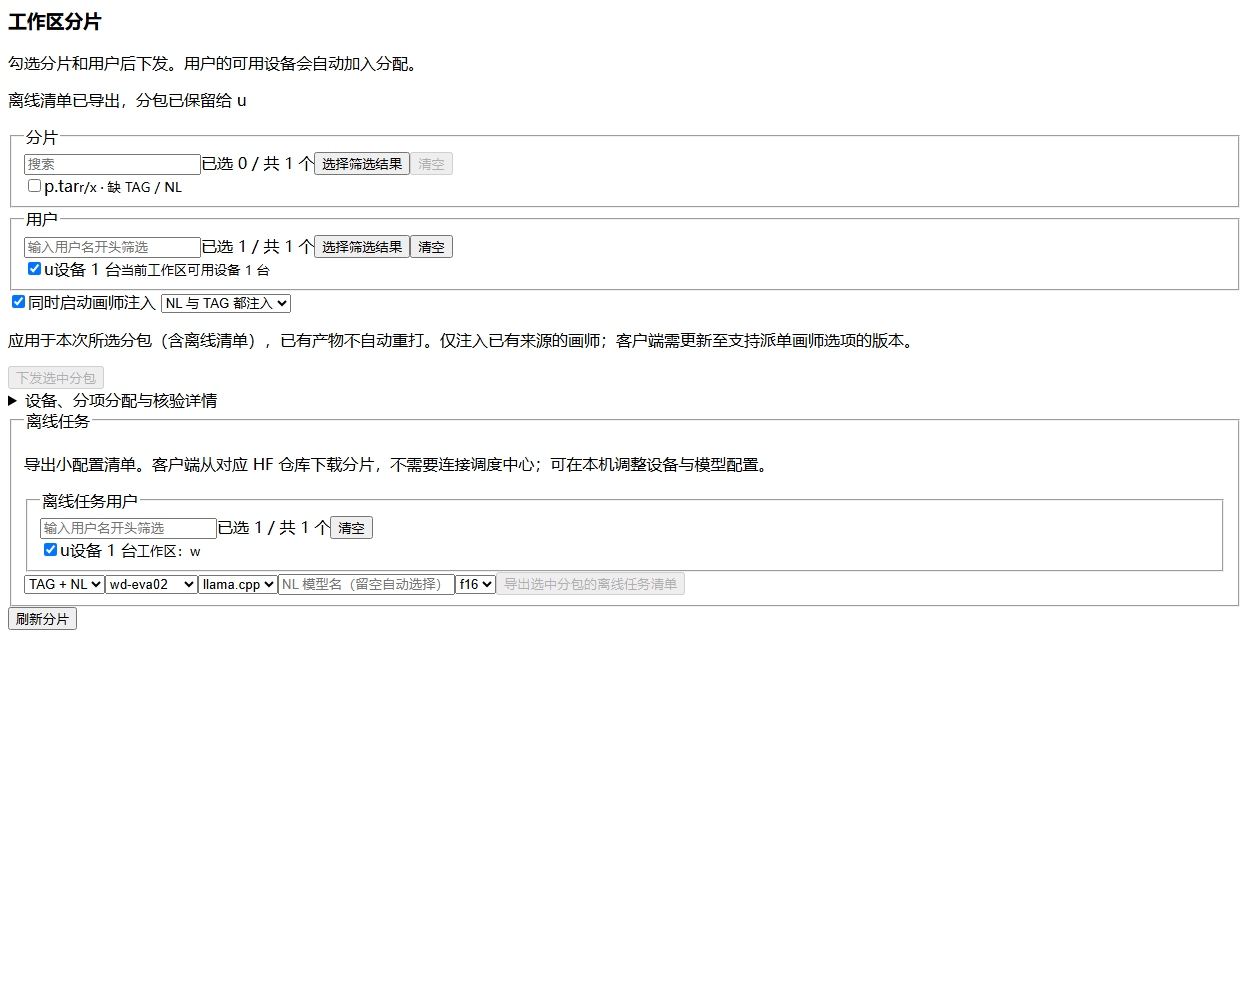 工作区分片
勾选分片和用户后下发。用户的可用设备会自动加入分配。
离线清单已导出，分包已保留给 u
分片
搜索 已选 0 / 共 1 个 选择筛选结果 清空
p.tar r/x · 缺 TAG / NL
用户
输入用户名开头筛选 已选 1 / 共 1 个 选择筛选结果 清空
u 设备 1 台 当前工作区可用设备 1 台
同时启动画师注入 NL 与 TAG 都注入
应用于本次所选分包（含离线清单），已有产物不自动重打。仅注入已有来源的画师；客户端需更新至支持派单画师选项的版本。
下发选中分包
设备、分项分配与核验详情
离线任务
导出小配置清单。客户端从对应 HF 仓库下载分片，不需要连接调度中心；可在本机调整设备与模型配置。
离线任务用户
输入用户名开头筛选 已选 1 / 共 1 个 清空
u 设备 1 台 工作区：w
TAG + NL wd-eva02 llama.cpp NL 模型名（留空自动选择） f16 导出选中分包的离线任务清单
刷新分片